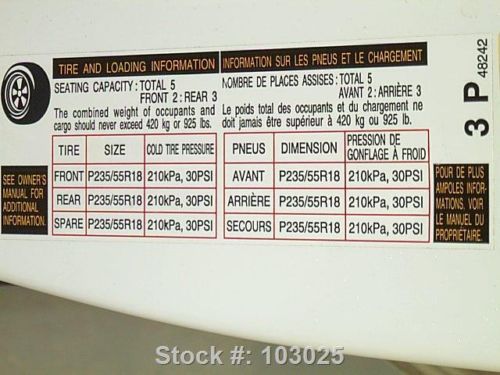 TIRE AND LOADING INFORMATION
SEATING CAPACITY: TOTAL 5
FRONT 2 : REAR 3
The combined weight of occupants and
cargo should never exceed 420 kg or 925 lbs.
TIRE SIZE COLD TIRE PRESSURE
FRONT P235/55R18 210kPa, 30PSI
REAR P235/55R18 210kPa, 30PSI
SPARE P235/55R18 210kPa, 30PSI
SEE OWNER'S
MANUAL FOR
ADDITIONAL
INFORMATION.
INFORMATION SUR LES PNEUS ET LE CHARGEMENT
NOMBRE DE PLACES ASSISES: TOTAL 5
AVANT 2 : ARRIÈRE 3
Le poids total des occupants et du chargement ne
doit jamais être supérieur à 420 kg ou 925 lbs.
PNEUS DIMENSION PRESSION DE
GONFLAGE À FROID
AVANT P235/55R18 210kPa, 30PSI
ARRIÈRE P235/55R18 210kPa, 30PSI
SECOURS P235/55R18 210kPa, 30PSI
POUR DE PLUS
AMPLES INFOR-
MATIONS, VOIR
LE MANUEL DU
PROPRIÉTAIRE.
3 P 48242
Stock #: 103025